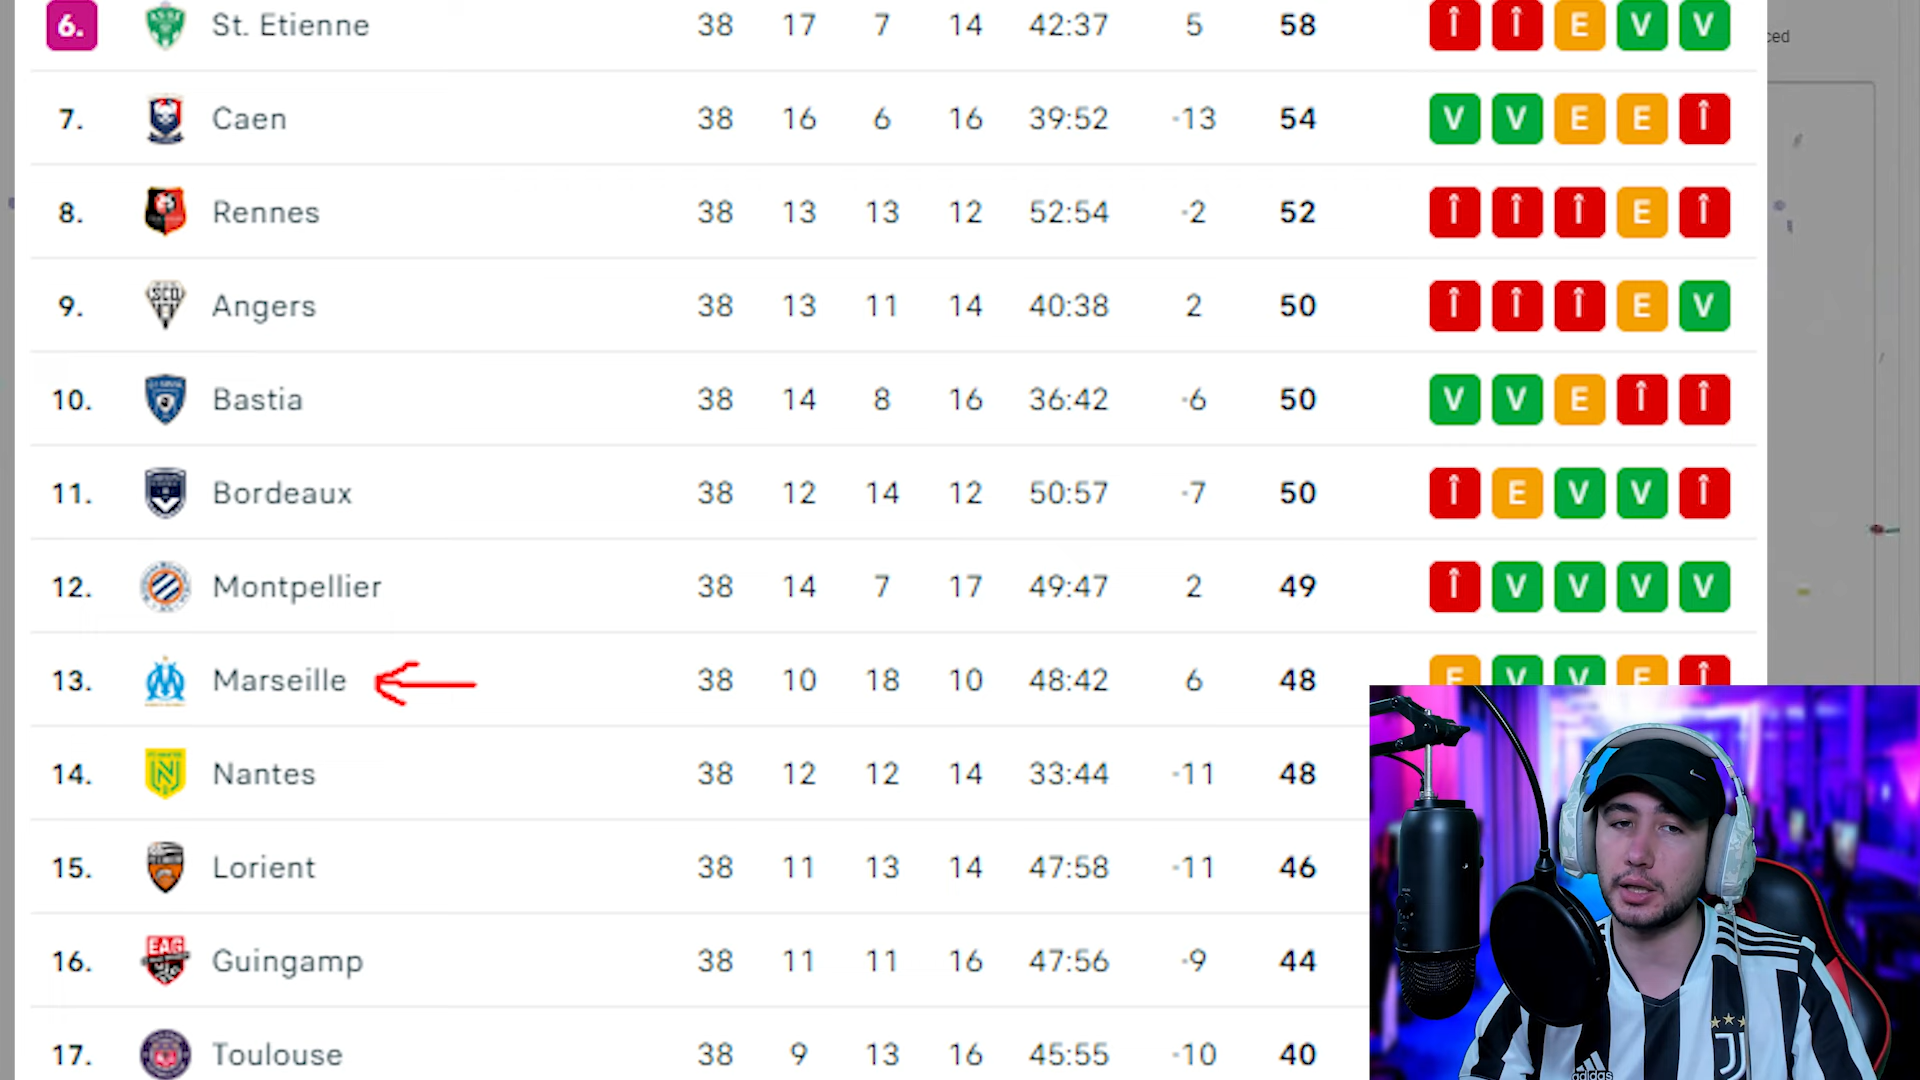 6. St. Etienne 38 17 7 14 42:37 5 58 Î Î E V V
ced
7. Caen 38 16 6 16 39:52 -13 54 V V E E Î
8. Rennes 38 13 13 12 52:54 -2 52 Î Î Î E Î
9. Angers 38 13 11 14 40:38 2 50 Î Î Î E V
10. Bastia 38 14 8 16 36:42 -6 50 V V E Î Î
11. Bordeaux 38 12 14 12 50:57 -7 50 Î E V V Î
12. Montpellier 38 14 7 17 49:47 2 49 Î V V V V
13. Marseille 38 10 18 10 48:42 6 48 E V V E Î
14. Nantes 38 12 12 14 33:44 -11 48
15. Lorient 38 11 13 14 47:58 -11 46
16. EAG Guingamp 38 11 11 16 47:56 -9 44
17. Toulouse 38 9 13 16 45:55 -10 40
adidas